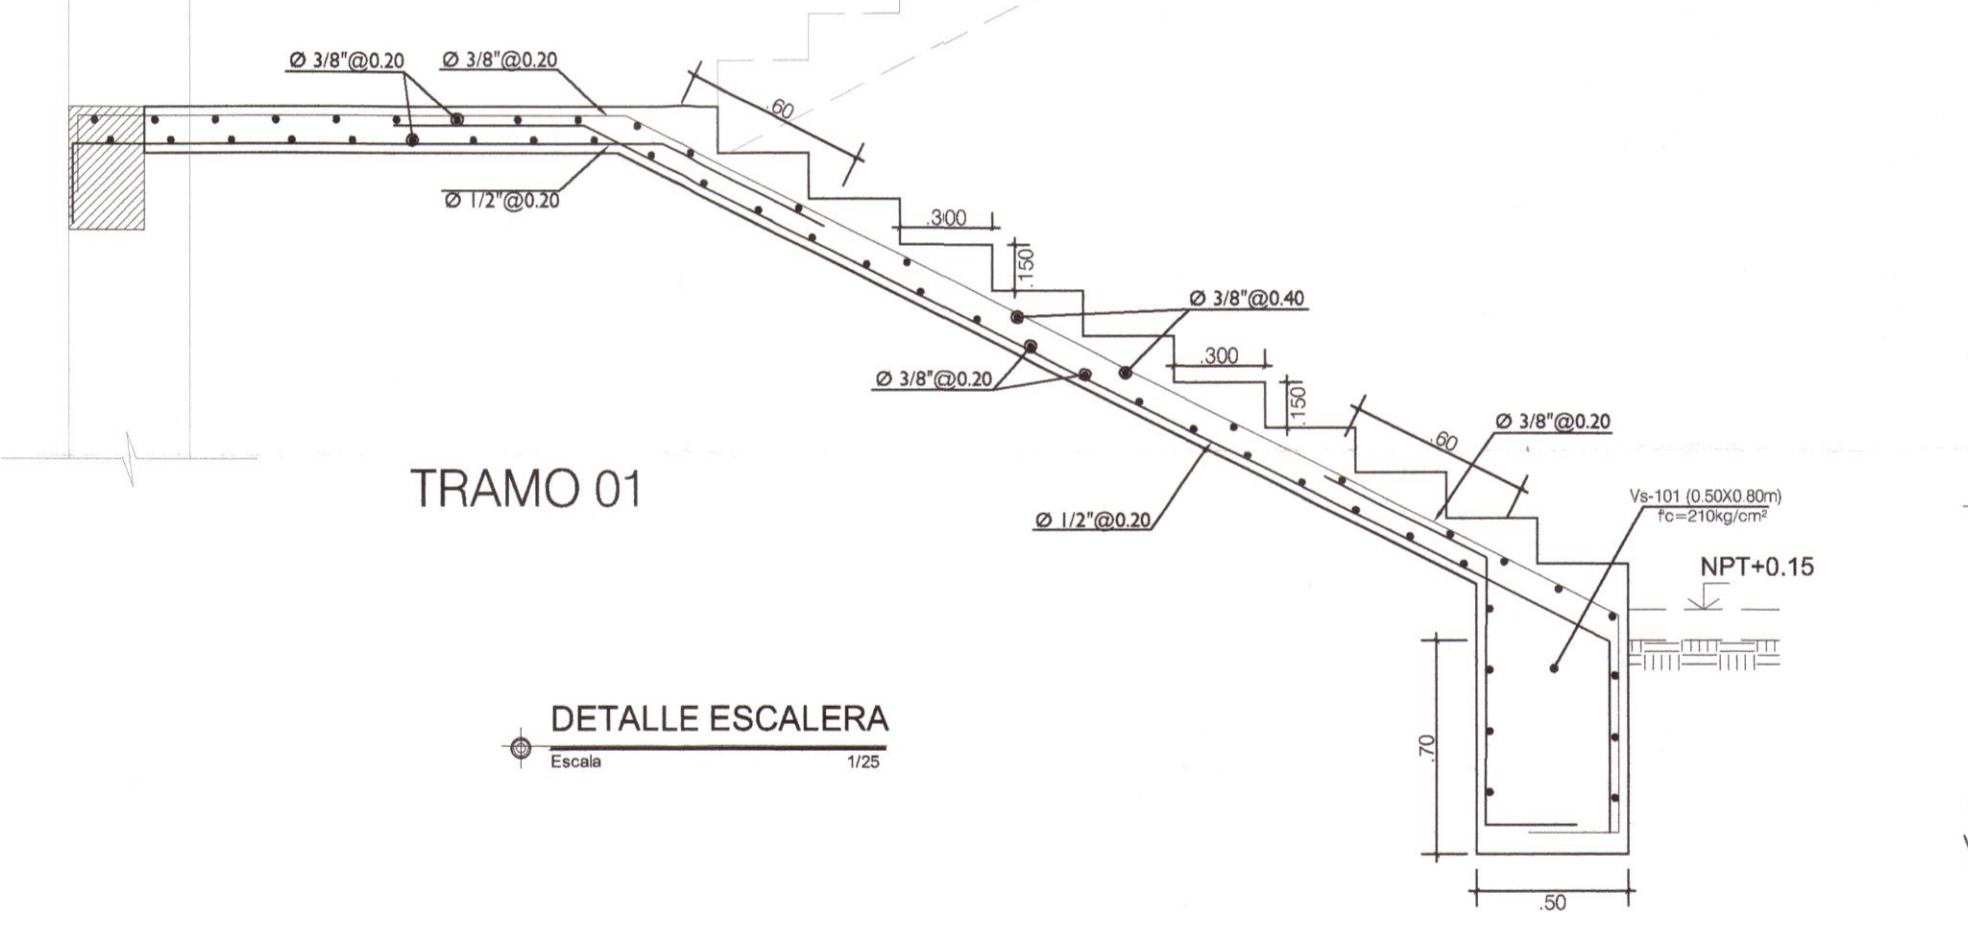 Ø 3/8"@0.20
Ø 3/8"@0.20
.60
Ø 1/2"@0.20
.300
.150
Ø 3/8"@0.40
.300
Ø 3/8"@0.20
.150
.60
Ø 3/8"@0.20
TRAMO 01
Ø 1/2"@0.20
Vs-101 (0.50X0.80m)
f'c=210kg/cm²
NPT+0.15
.70
DETALLE ESCALERA
Escala 1/25
.50